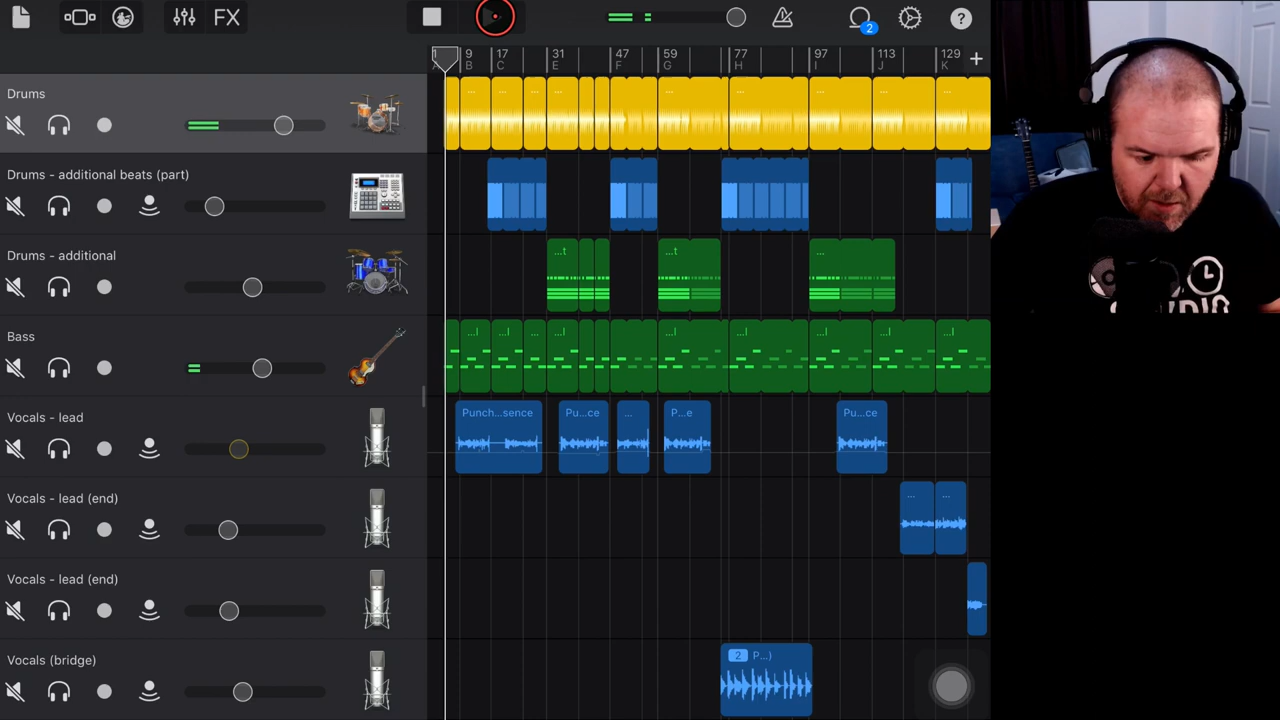 FX
2
?
1 9 17 31 47 59 77 97 113 129 +
B C E G H I J K
Drums
... ... ... ... ... ... ... ... ... ...
Drums - additional beats (part)
Drums - additional
...t ...t ...
Bass
...l ...l ...l ... ...l ...l ...l ...l ...l ...l
Vocals - lead
Punch...sence Pu...ce ... P...e Pu...ce
Vocals - lead (end)
... ...
Vocals - lead (end)
Vocals (bridge)
2 P...)